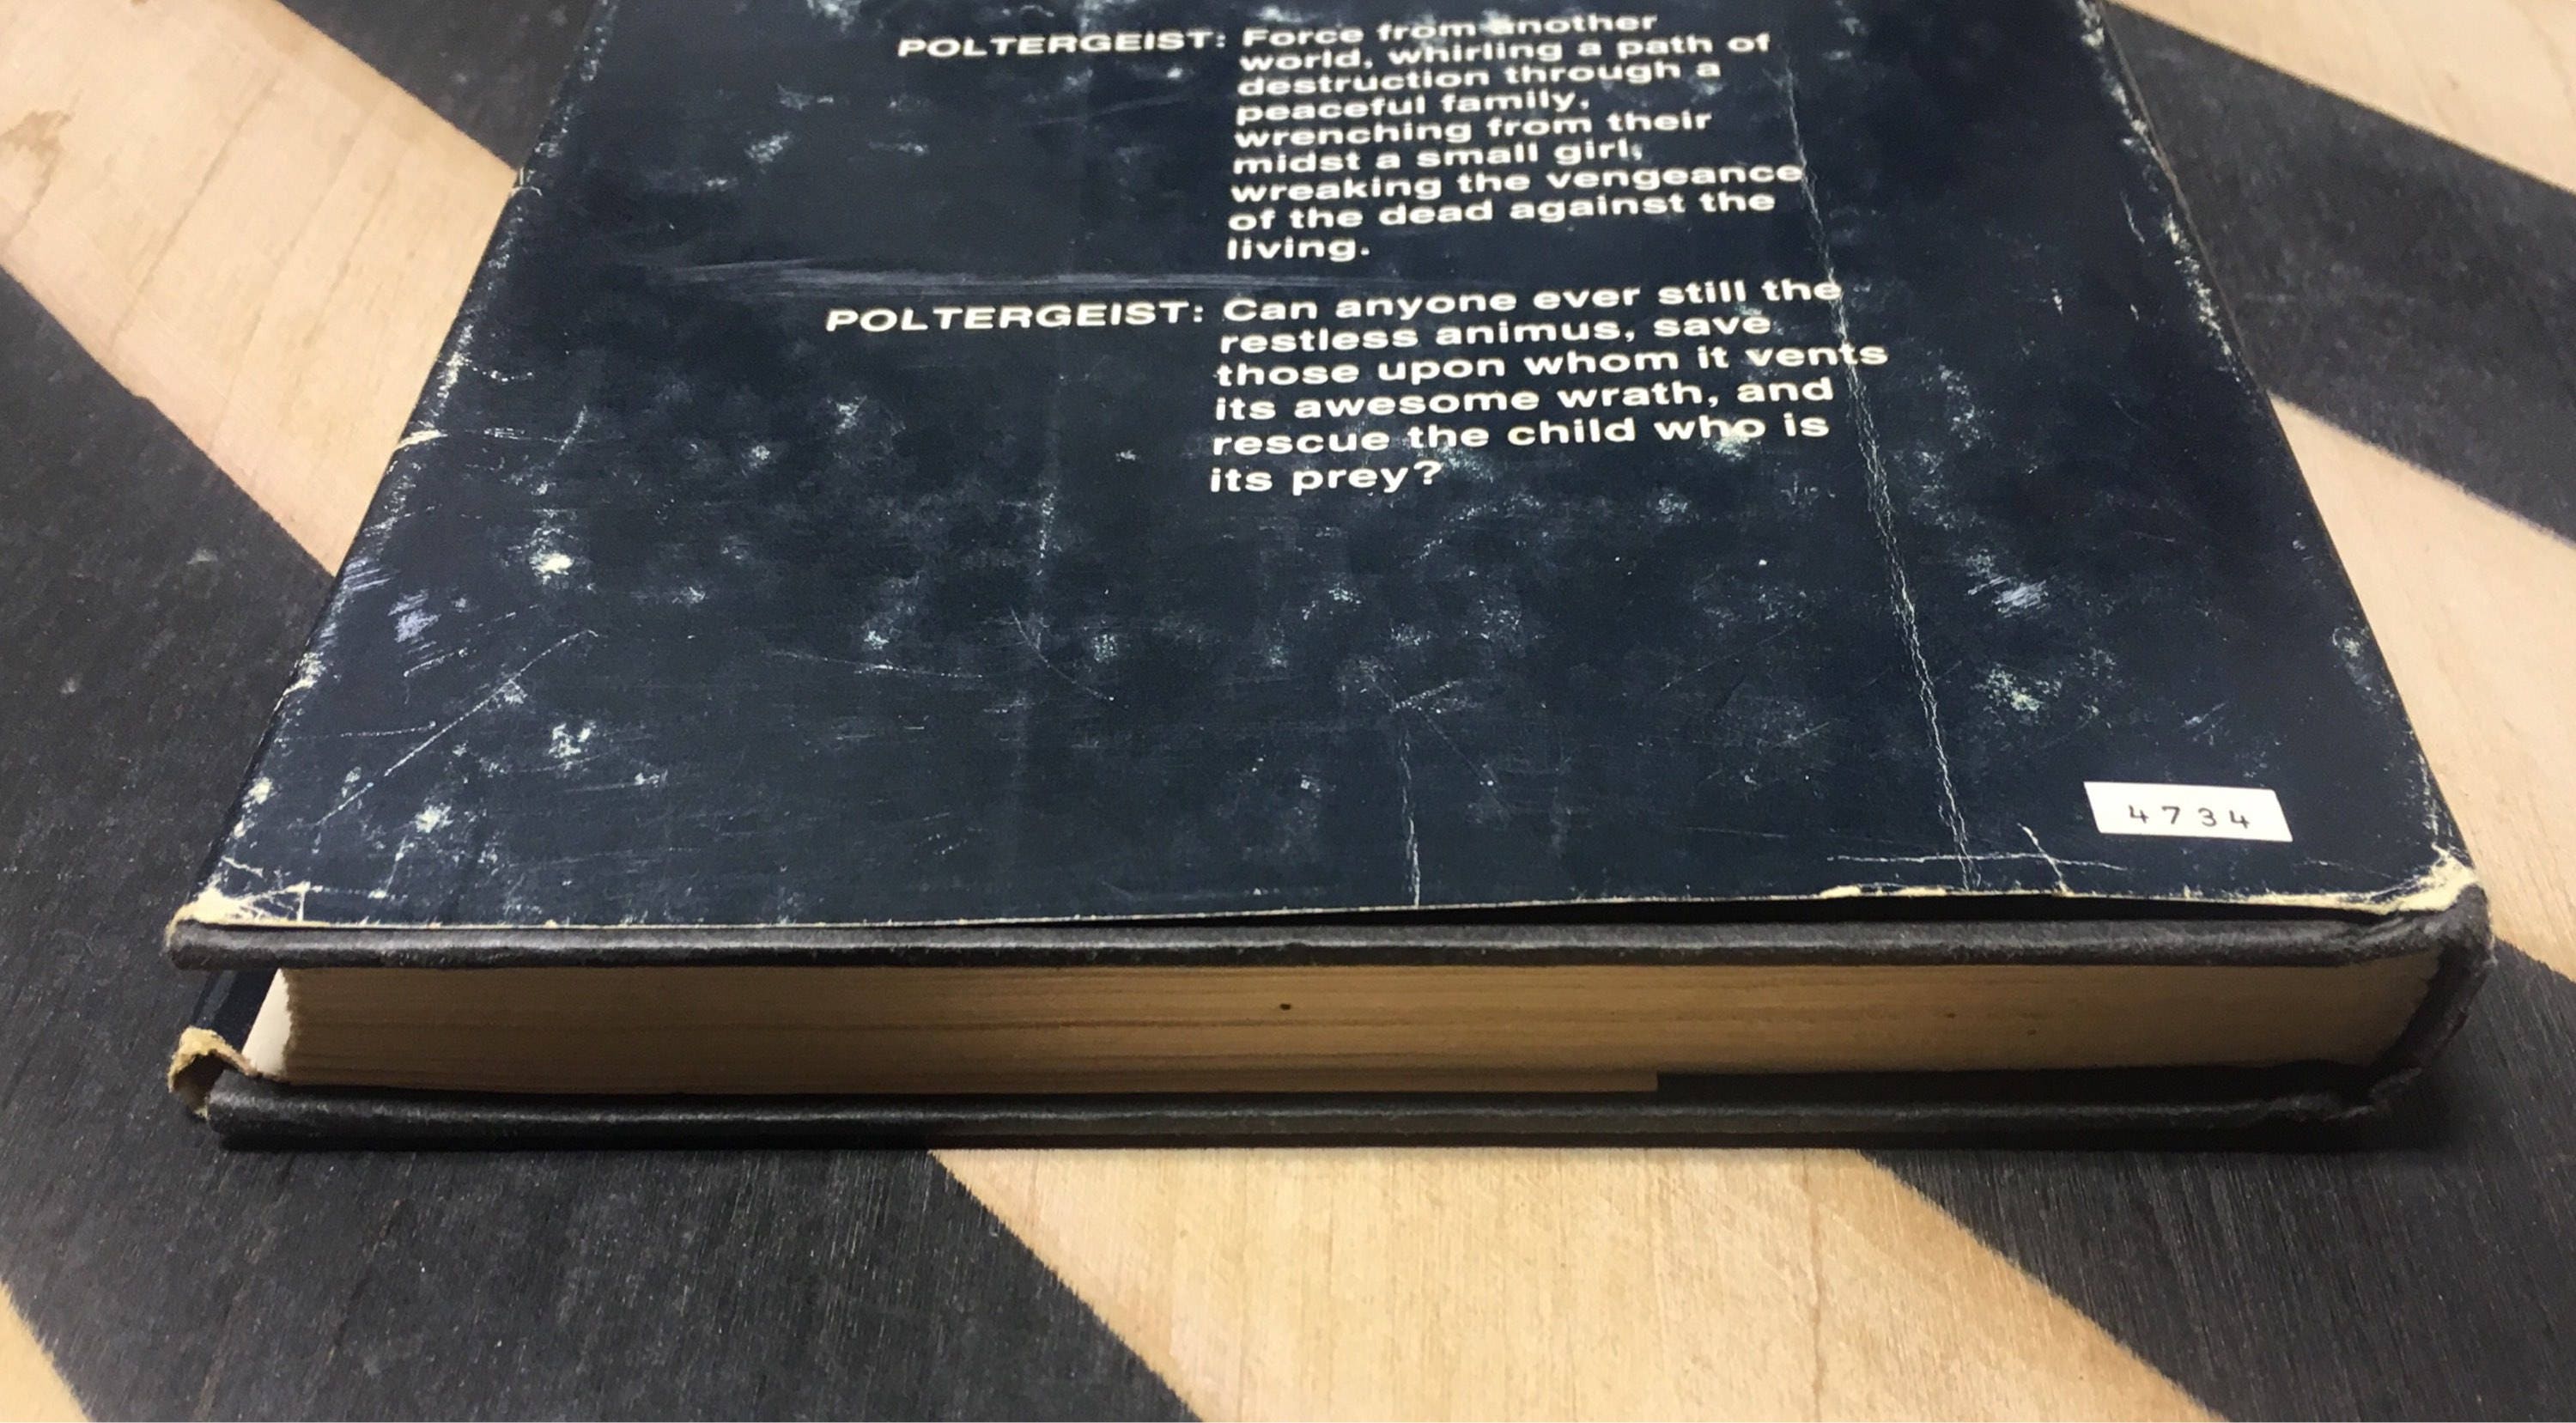 POLTERGEIST: Force from another
world, whirling a path of
destruction through a
peaceful family,
wrenching from their
midst a small girl,
wreaking the vengeance
of the dead against the
living.
POLTERGEIST: Can anyone ever still the
restless animus, save
those upon whom it vents
its awesome wrath, and
rescue the child who is
its prey?
4734